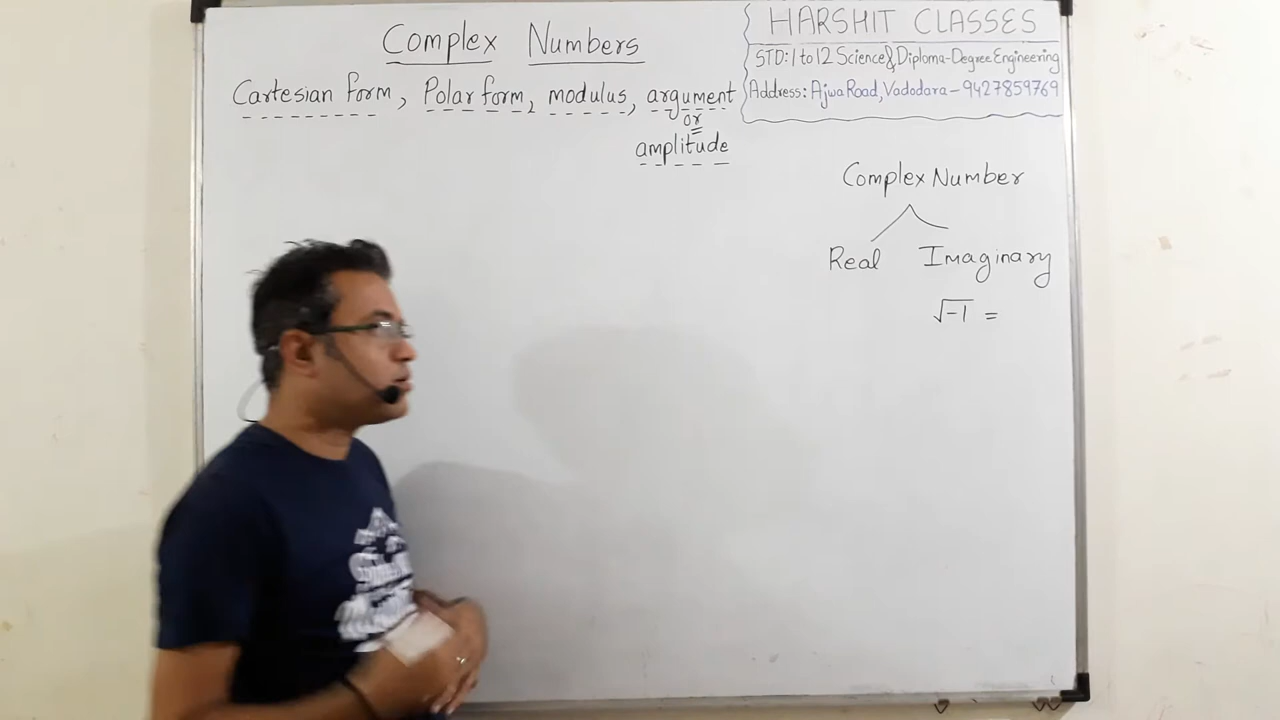 Complex Numbers
Cartesian form, Polar form, modulus, argument
or
amplitude
HARSHIT CLASSES
STD: 1 to 12 Science & Diploma-Degree Engineering
Address: Ajwa Road, Vadodara - 9427859769
Complex Number
Real Imaginary
√-1 =